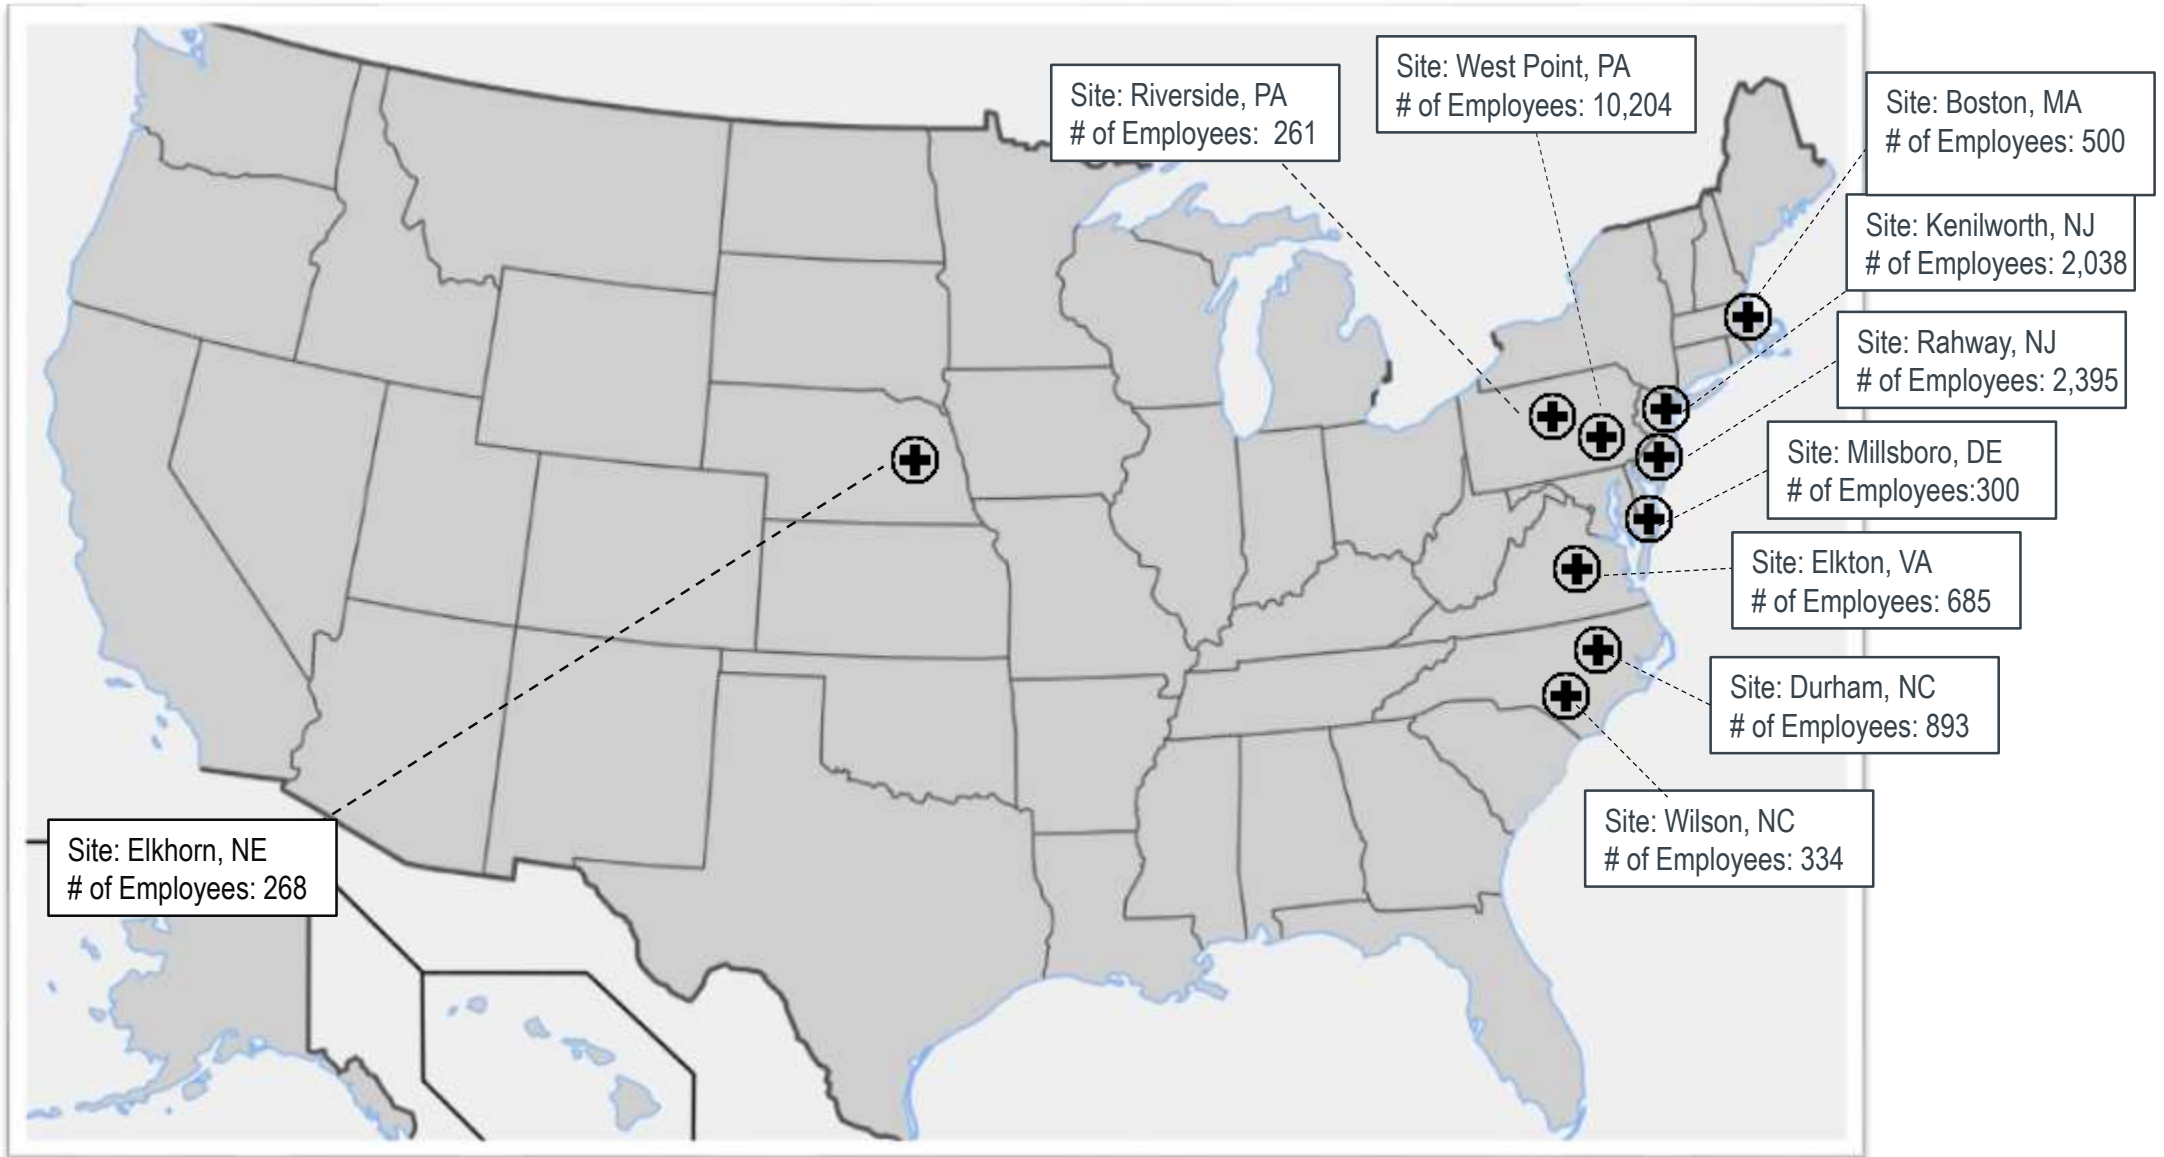 Site: Riverside, PA
# of Employees:  261
Site: West Point, PA
# of Employees: 10,204
Site: Boston, MA
# of Employees: 500
Site: Kenilworth, NJ
# of Employees: 2,038
Site: Rahway, NJ
# of Employees: 2,395
Site: Millsboro, DE
# of Employees:300
Site: Elkton, VA
# of Employees: 685
Site: Durham, NC
# of Employees: 893
Site: Wilson, NC
# of Employees: 334
Site: Elkhorn, NE
# of Employees: 268